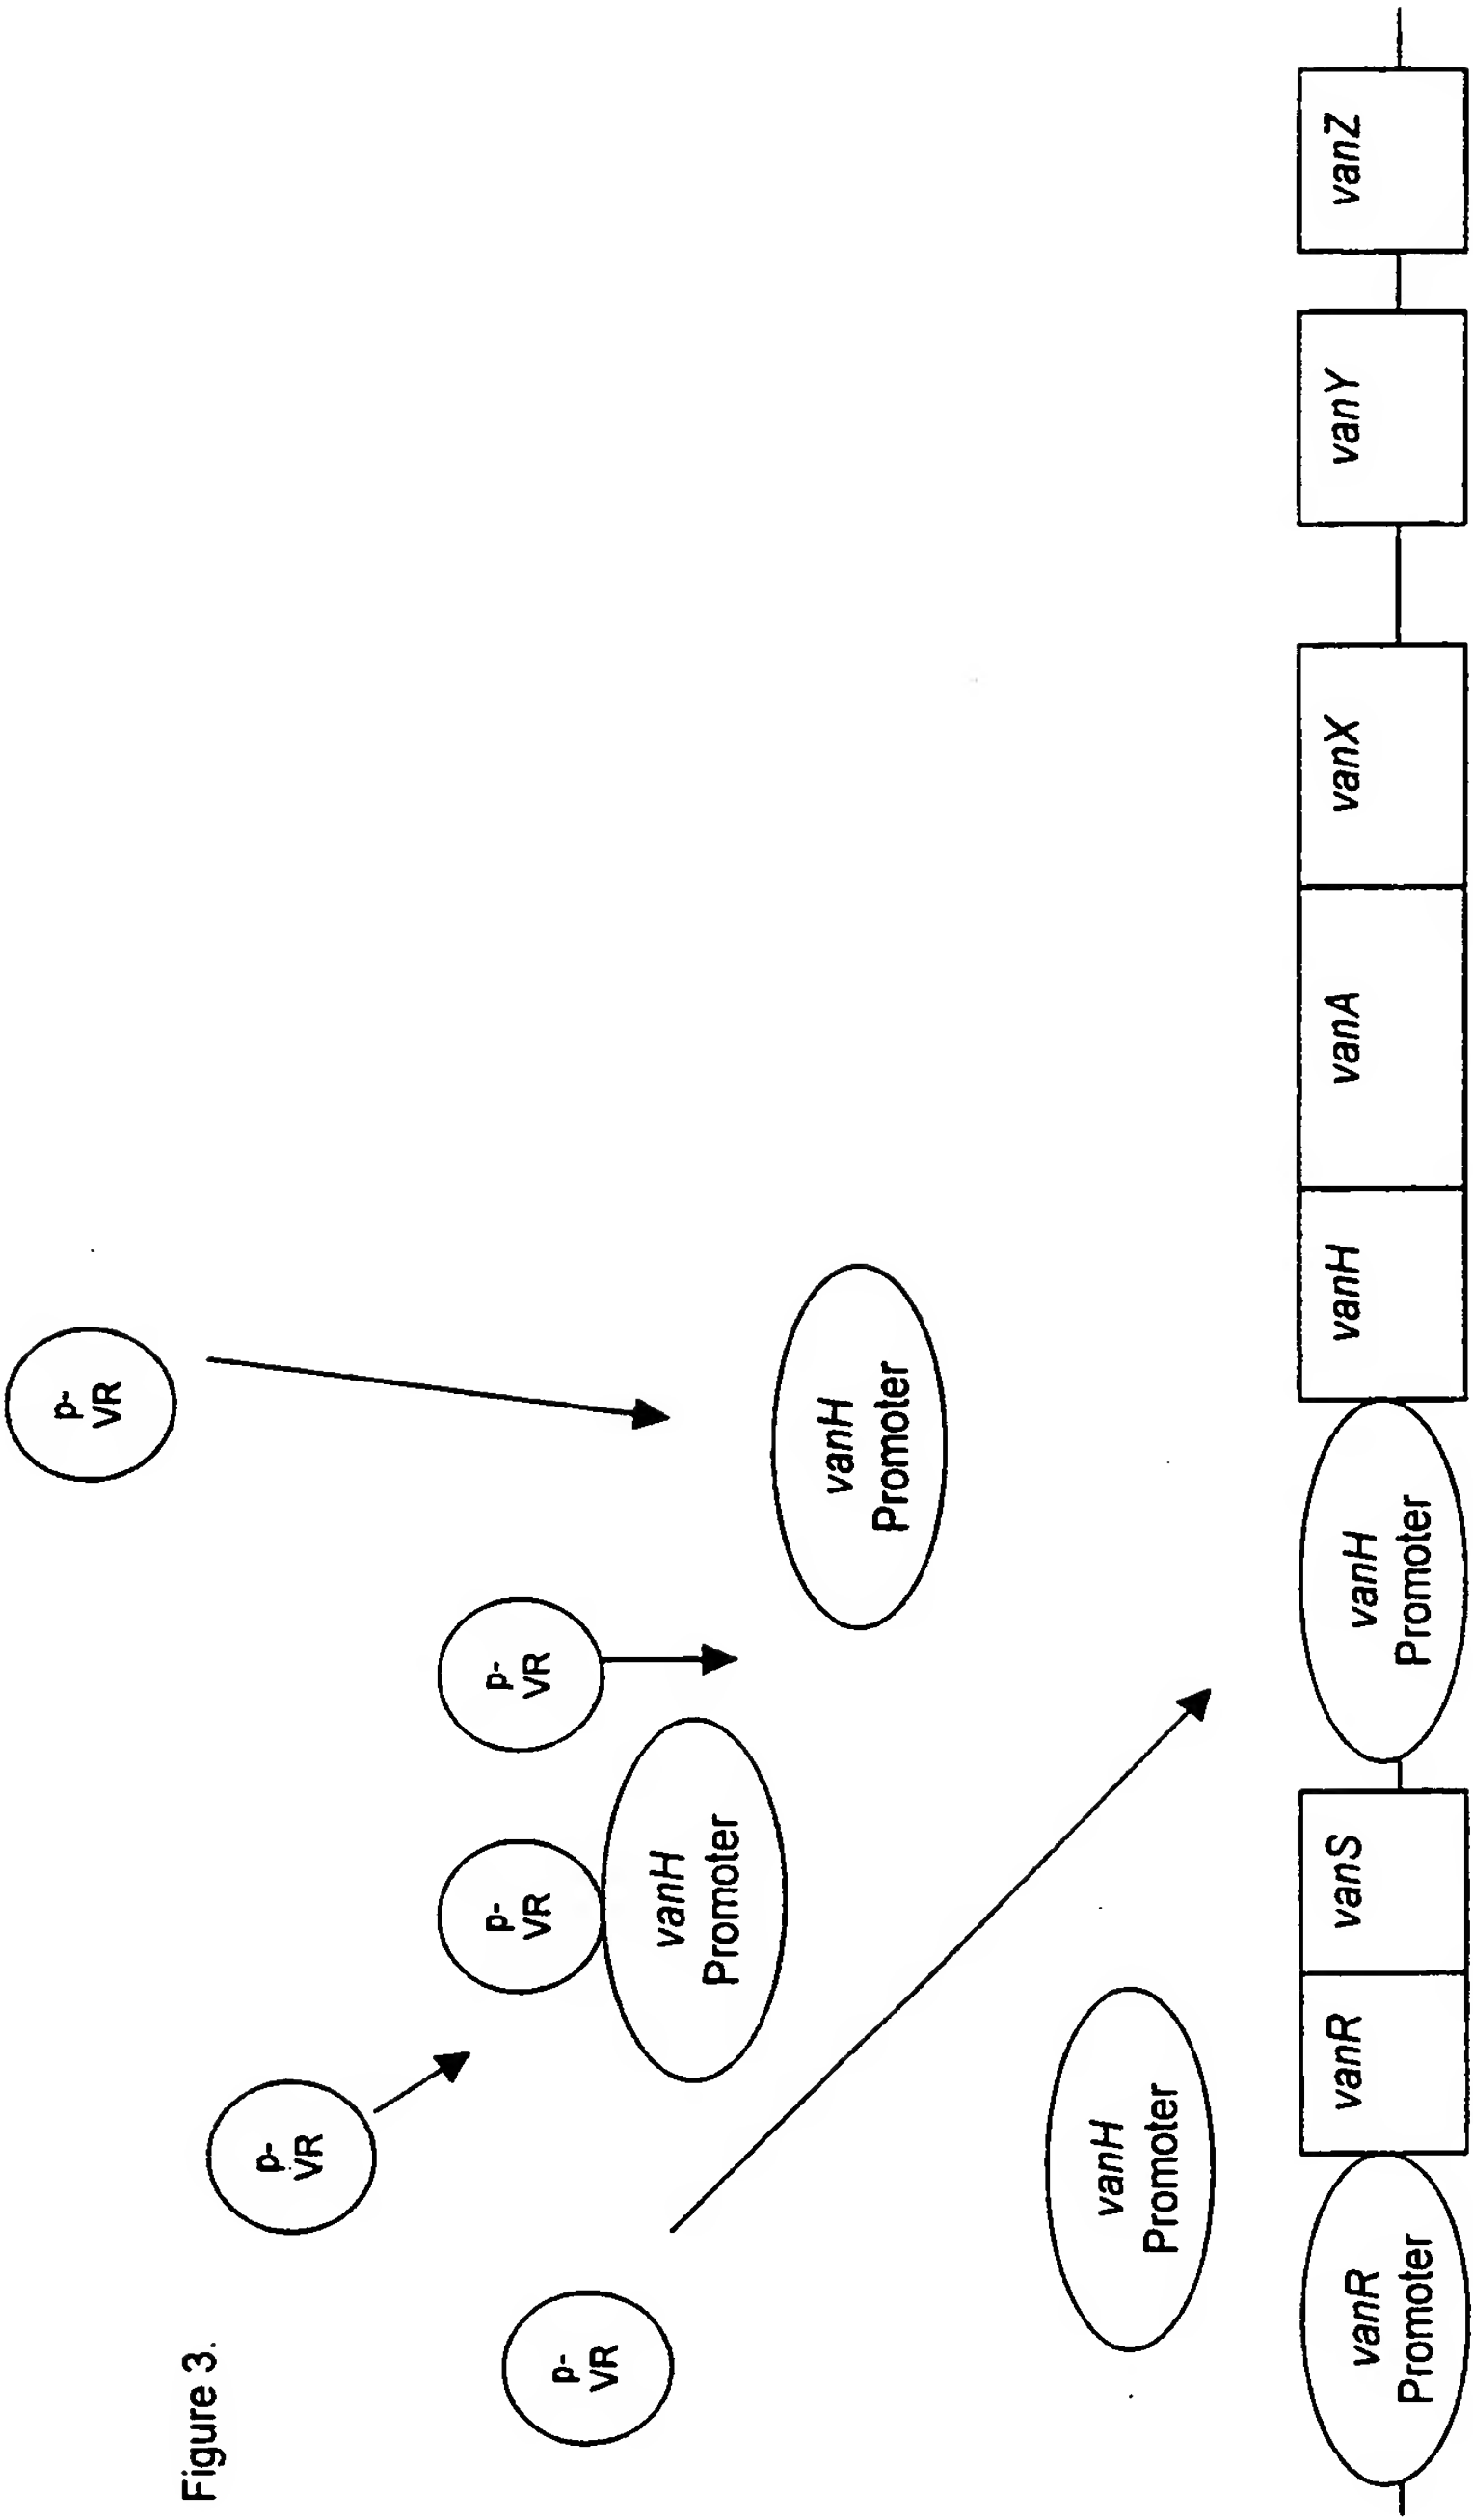 p-
VR
Figure 3.
p-
VR
p-
VR
p-
VR
p-
VR
vanH
Promoter
vanH
Promoter
vanH
Promoter
vanR
Promoter
vanR
vanS
vanH
Promoter
vanH
vanA
vanX
vanY
vanZ